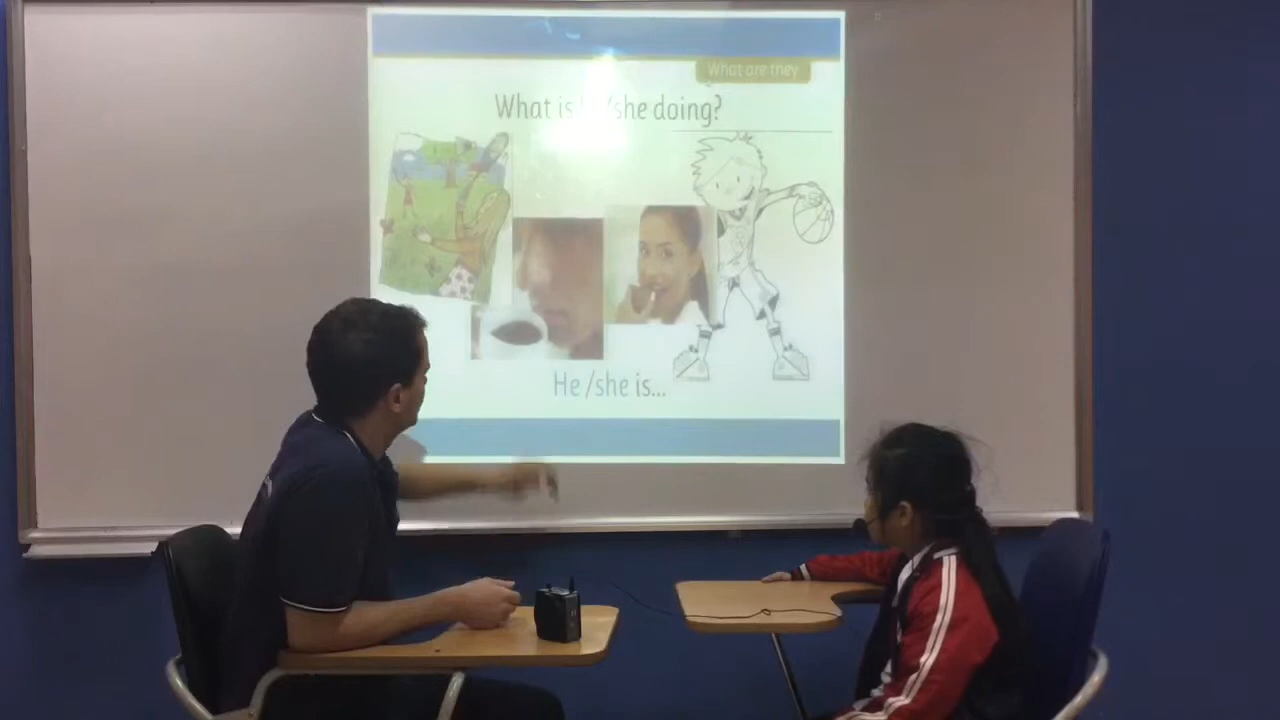 What are they
What is /she doing?
He /she is...